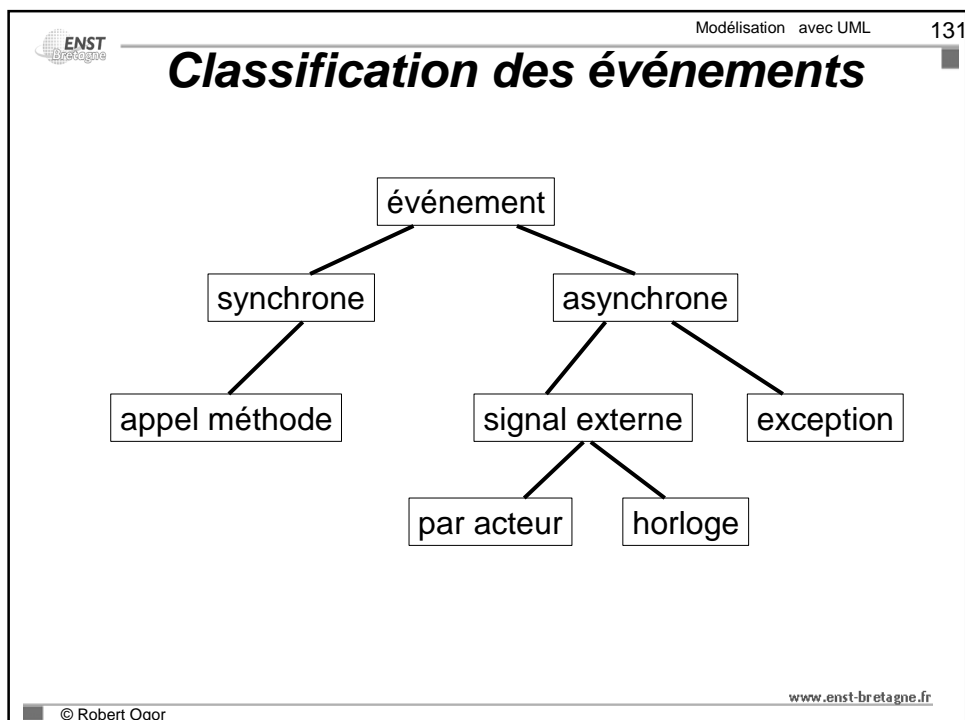 Modélisation avec UML 131
ENST
Bretagne
Classification des événements
événement
synchrone asynchrone
appel méthode signal externe exception
par acteur horloge
www.enst-bretagne.fr
© Robert Ogor